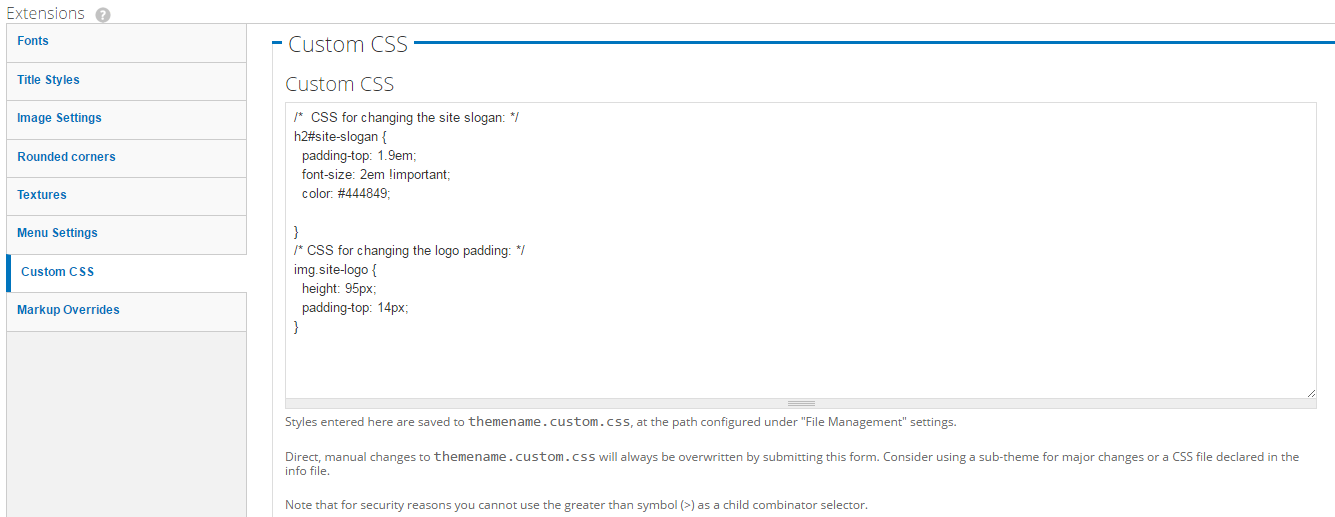 Extensions ?
Fonts
Title Styles
Image Settings
Rounded corners
Textures
Menu Settings
Custom CSS
Markup Overrides
Custom CSS
Custom CSS
/*  CSS for changing the site slogan: */
h2#site-slogan {
  padding-top: 1.9em;
  font-size: 2em !important;
  color: #444849;
}
/* CSS for changing the logo padding: */
img.site-logo {
  height: 95px;
  padding-top: 14px;
}
Styles entered here are saved to themename.custom.css, at the path configured under "File Management" settings.
Direct, manual changes to themename.custom.css will always be overwritten by submitting this form. Consider using a sub-theme for major changes or a CSS file declared in the
info file.
Note that for security reasons you cannot use the greater than symbol (>) as a child combinator selector.